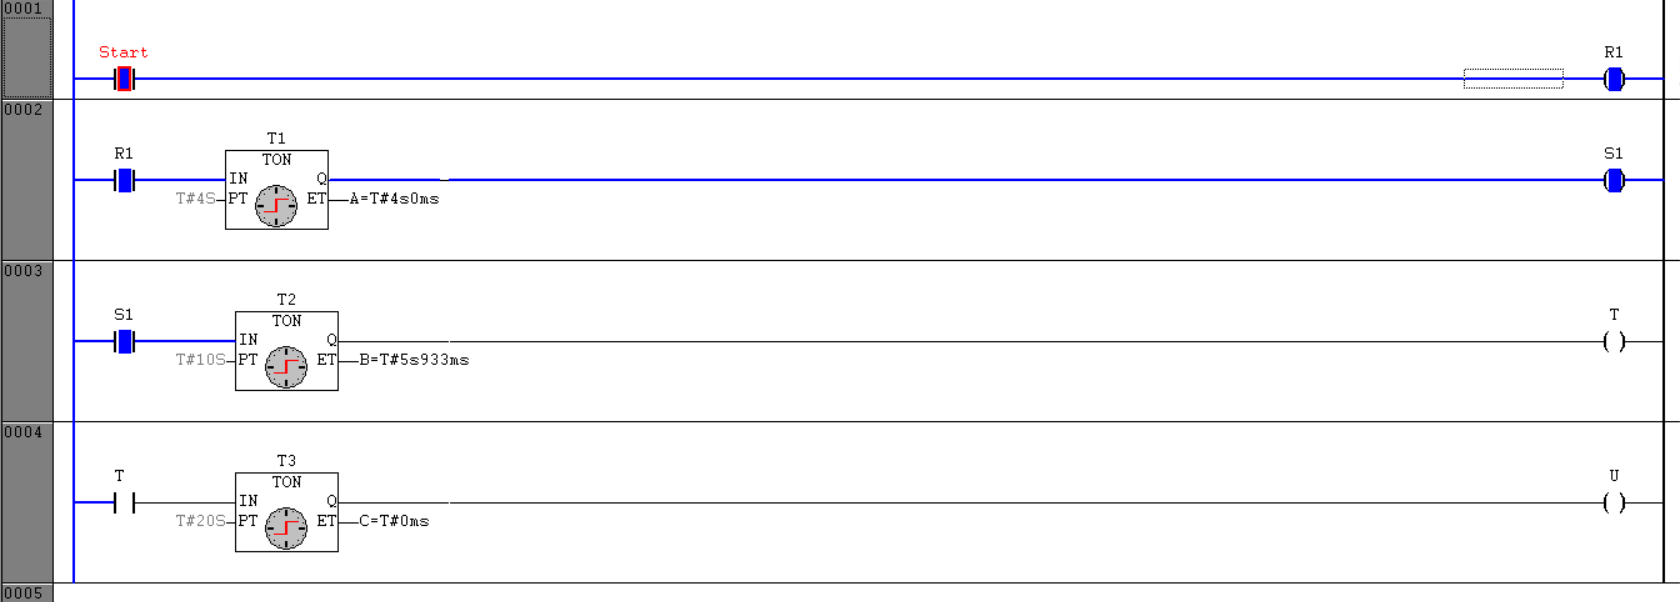 0001
Start
R1
0002
T1
R1
TON
S1
IN
Q
T#4S
PT
ET
A=T#4s0ms
0003
T2
S1
TON
T
IN
Q
T#10S
PT
ET
B=T#5s933ms
0004
T3
T
TON
U
IN
Q
T#20S
PT
ET
C=T#0ms
0005